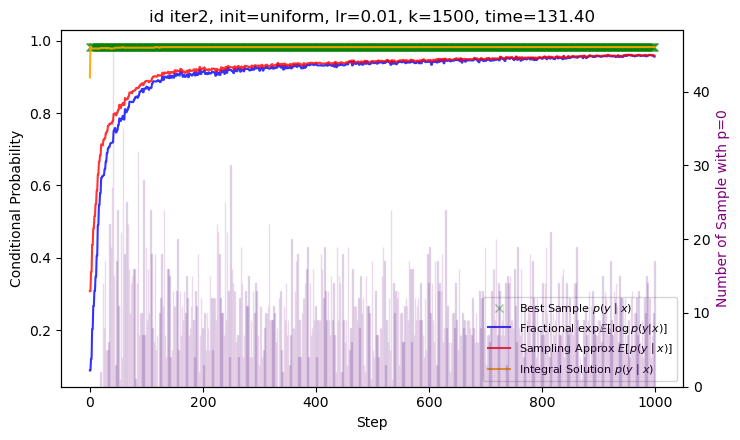 id iter2, init=uniform, lr=0.01, k=1500, time=131.40
Conditional Probability
1.0
0.8
0.6
0.4
0.2
40
30
20
10
0
Number of Sample with p=0
Best Sample p(y | x)
Fractional exp𝔼[log p(y|x)]
Sampling Approx E[p(y | x)]
Integral Solution p(y | x)
0 200 400 600 800 1000
Step